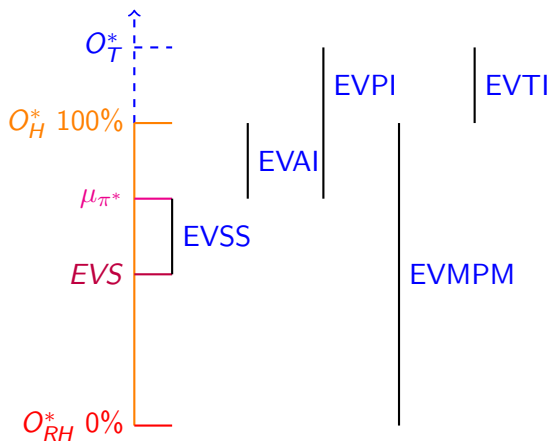 O*_T
EVPI
EVTI
O*_H 100%
EVAI
μ_π*
EVSS
EVS
EVMPM
O*_RH 0%